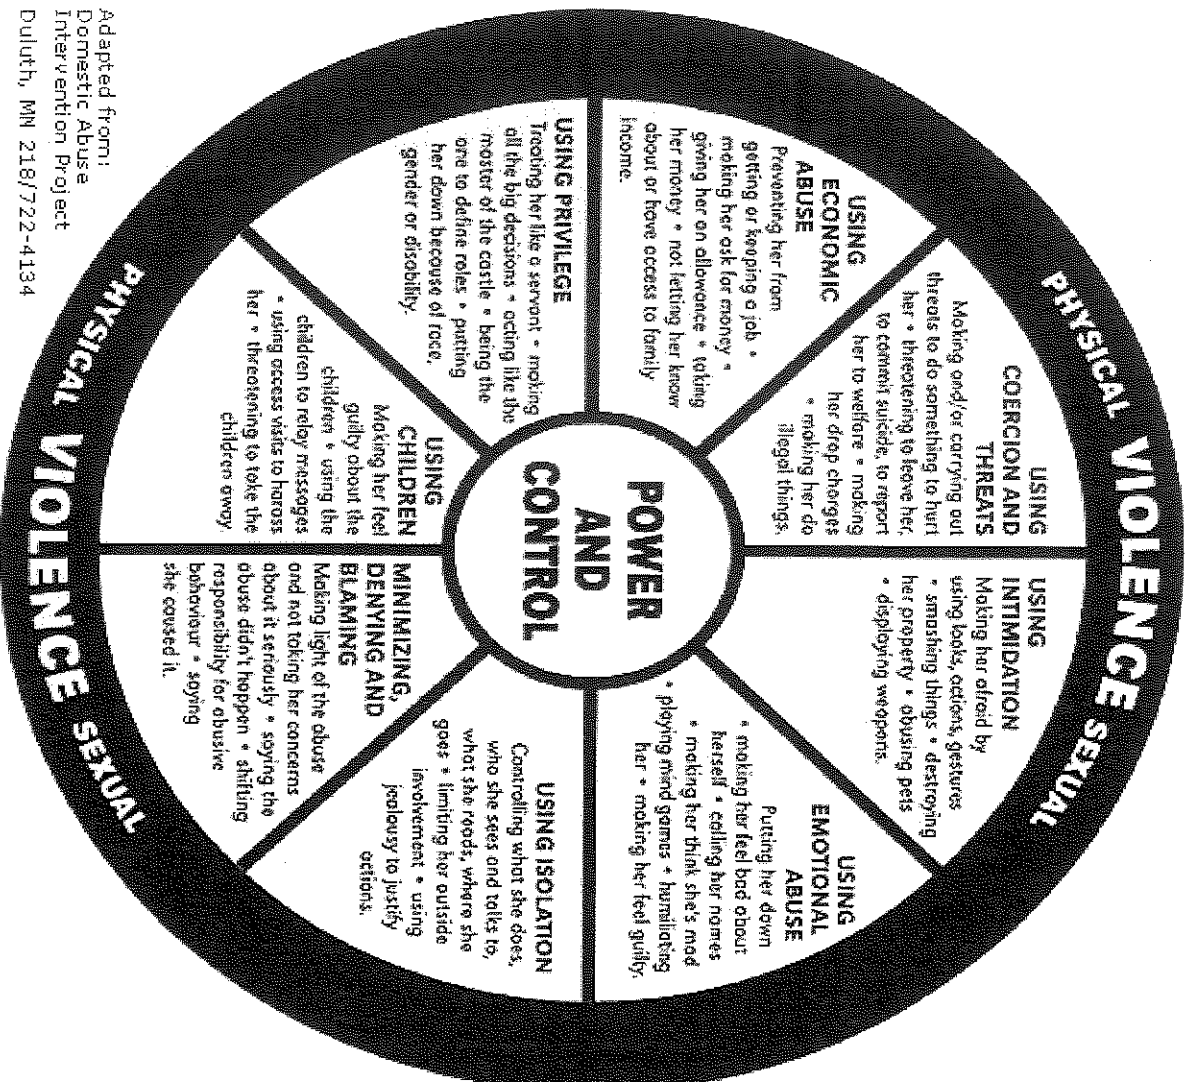 PHYSICAL VIOLENCE SEXUAL
USING
COERCION AND
THREATS
Making and/or carrying out
threats to do something to hurt
her * threatening to leave her,
to commit suicide, to report
her to welfare * making
her drop charges
* making her do
illegal things.
USING
INTIMIDATION
Making her afraid by
using looks, actions, gestures
* smashing things * destroying
her property * abusing pets
* displaying weapons.
USING
ECONOMIC
ABUSE
Preventing her from
getting or keeping a job *
making her ask for money *
giving her an allowance * taking
her money * not letting her know
about or have access to family
income.
USING
EMOTIONAL
ABUSE
Putting her down
* making her feel bad about
herself * calling her names
* making her think she's mad
* playing mind games * humiliating
her * making her feel guilty.
POWER
AND
CONTROL
USING PRIVILEGE
Treating her like a servant * making
all the big decisions * acting like the
master of the castle * being the
one to define roles * putting
her down because of race,
gender or disability.
USING ISOLATION
Controlling what she does,
who she sees and talks to,
what she reads, where she
goes * limiting her outside
involvement * using
jealousy to justify
actions.
USING
CHILDREN
Making her feel
guilty about the
children * using the
children to relay messages
* using access visits to harass
her * threatening to take the
children away
MINIMIZING,
DENYING AND
BLAMING
Making light of the abuse
and not taking her concerns
about it seriously * saying the
abuse didn't happen * shifting
responsibility for abusive
behaviour * saying
she caused it.
PHYSICAL VIOLENCE SEXUAL
Adapted from:
Domestic Abuse
Intervention Project
Duluth, MN 218/722-4134